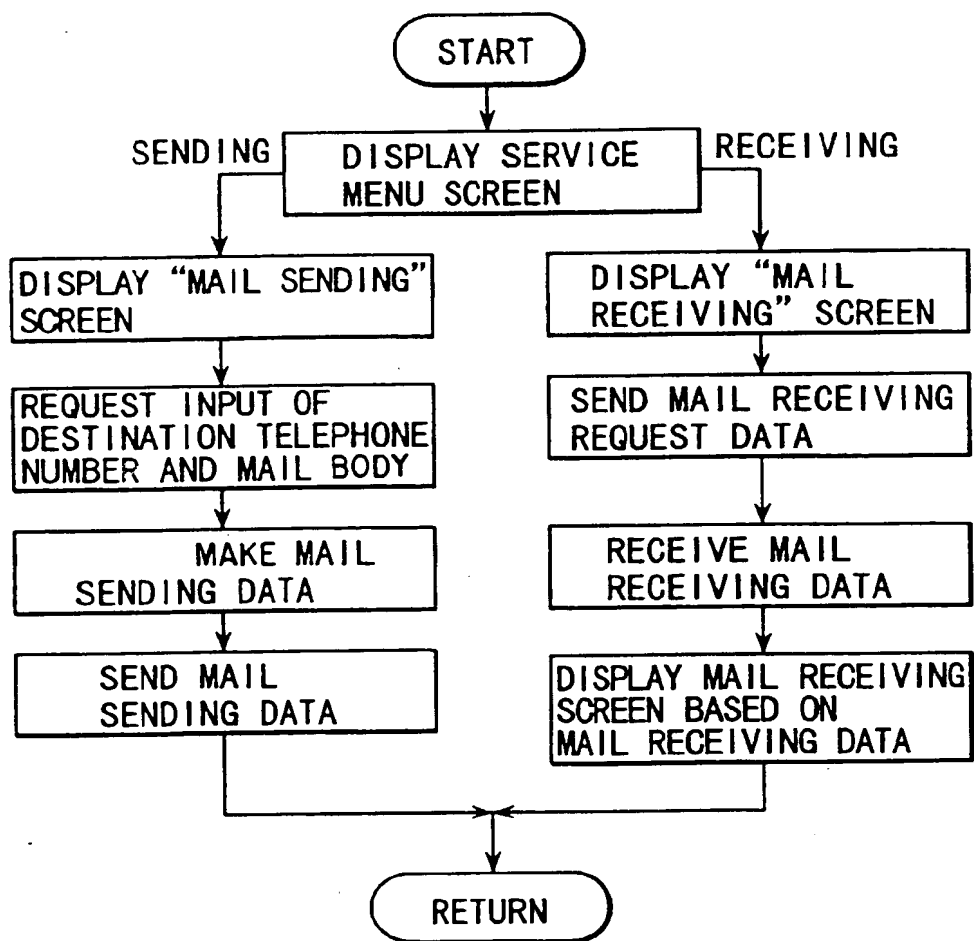 START
SENDING
RECEIVING
DISPLAY SERVICE
MENU SCREEN
DISPLAY “MAIL SENDING”
SCREEN
REQUEST INPUT OF
DESTINATION TELEPHONE
NUMBER AND MAIL BODY
MAKE MAIL
SENDING DATA
SEND MAIL
SENDING DATA
DISPLAY “MAIL
RECEIVING” SCREEN
SEND MAIL RECEIVING
REQUEST DATA
RECEIVE MAIL
RECEIVING DATA
DISPLAY MAIL RECEIVING
SCREEN BASED ON
MAIL RECEIVING DATA
RETURN